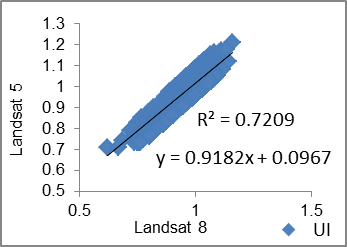 1.3
1.2
1.1
1
0.9
0.8
0.7
0.6
0.5
Landsat 5
R² = 0.7209
y = 0.9182x + 0.0967
0.5 1 1.5
Landsat 8
UI